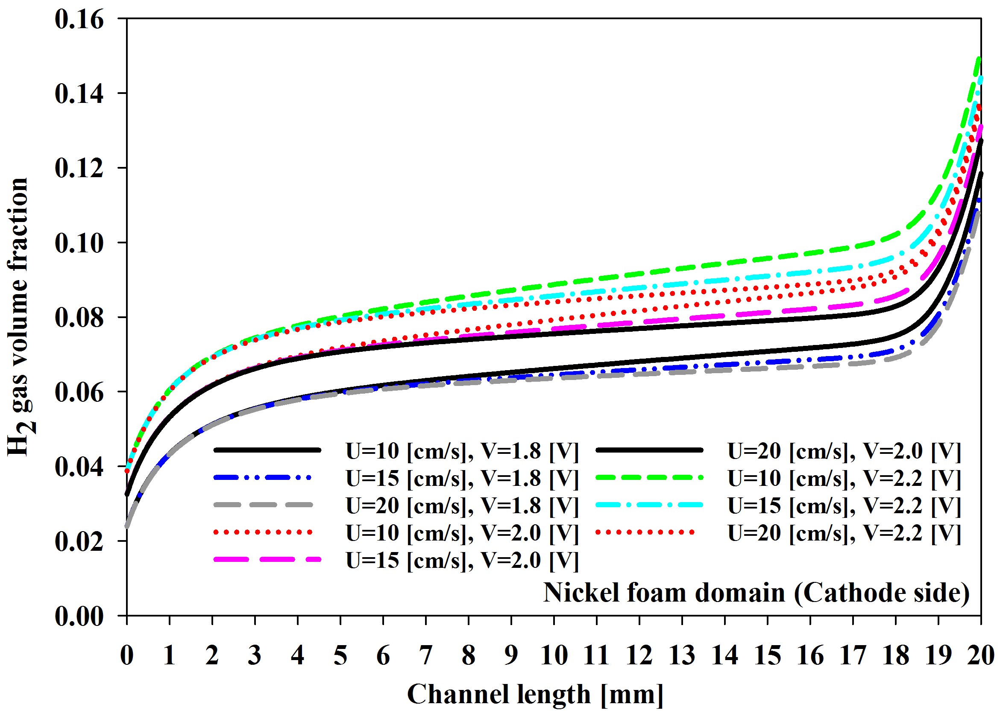 0.16
0.14
0.12
0.10
0.08
0.06
0.04
0.02
0.00
H2 gas volume fraction
U=10 [cm/s], V=1.8 [V]
U=15 [cm/s], V=1.8 [V]
U=20 [cm/s], V=1.8 [V]
U=10 [cm/s], V=2.0 [V]
U=15 [cm/s], V=2.0 [V]
U=20 [cm/s], V=2.0 [V]
U=10 [cm/s], V=2.2 [V]
U=15 [cm/s], V=2.2 [V]
U=20 [cm/s], V=2.2 [V]
Nickel foam domain (Cathode side)
0 1 2 3 4 5 6 7 8 9 10 11 12 13 14 15 16 17 18 19 20
Channel length [mm]